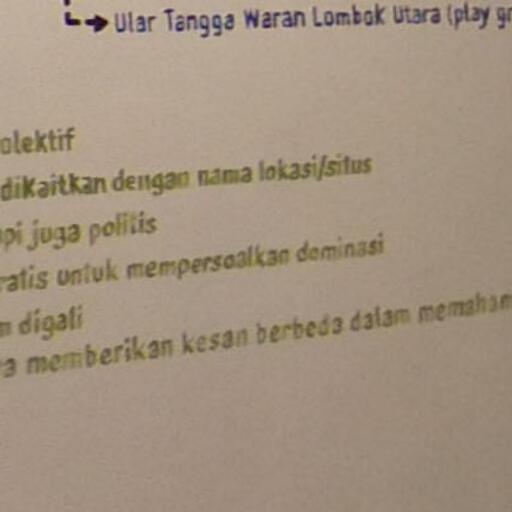 Ular Tangga Waran Lombok Utara (play gr
olektif
dikaitkan dengan nama lokasi/situs
pi juga politis
ratis untuk mempersoalkan dominasi
n digali
a memberikan kesan berbeda dalam memaham